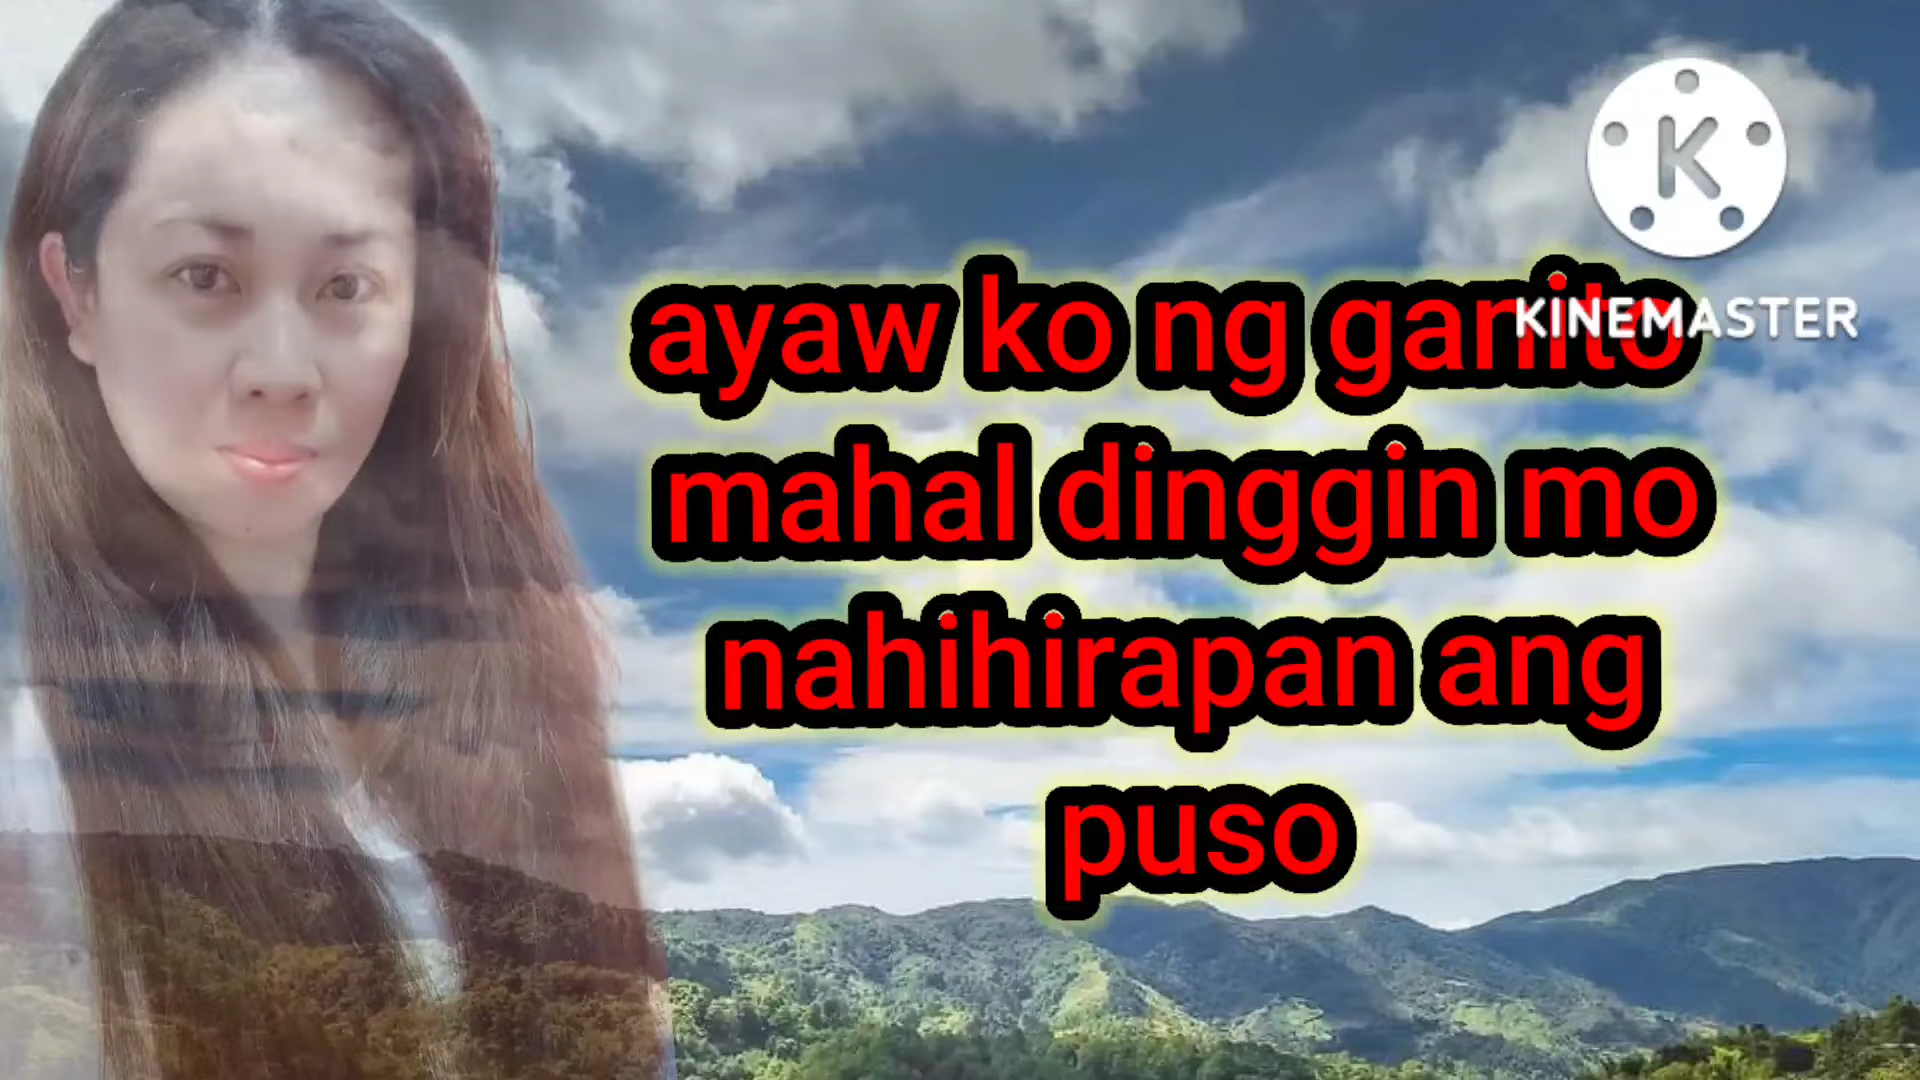 K
KINEMASTER
ayaw ko ng ganito
mahal dinggin mo
nahihirapan ang
puso